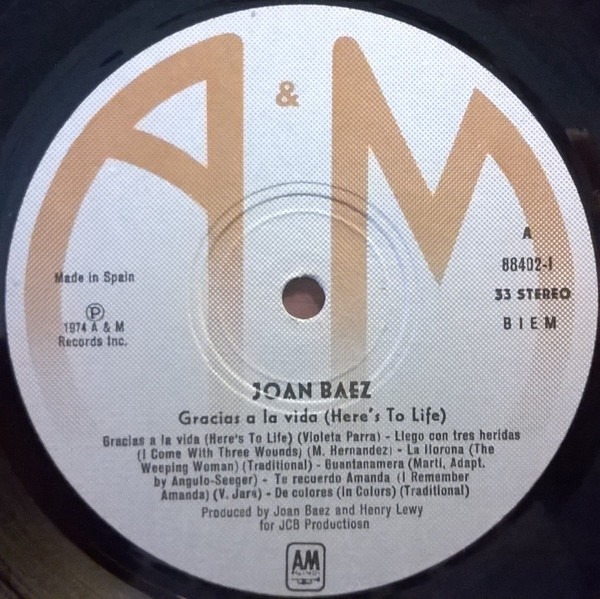 A & M
A
88402-I
33 STEREO
BIEM
Made in Spain
Ⓟ
1974 A & M
Records Inc.
JOAN BAEZ
Gracias a la vida (Here's To Life)
Gracias a la vida (Here's To Life) (Violeta Parra) - Llego con tres heridas
(I Come With Three Wounds) (M. Hernandez) - La llorona (The
Weeping Woman) (Traditional) - Guantanamera (Martí, Adapt.
by Angulo-Seeger) - Te recuerdo Amanda (I Remember
Amanda) (V. Jara) - De colores (In Colors) (Traditional)
Produced by Joan Baez and Henry Lewy
for JCB Productiosn
AM